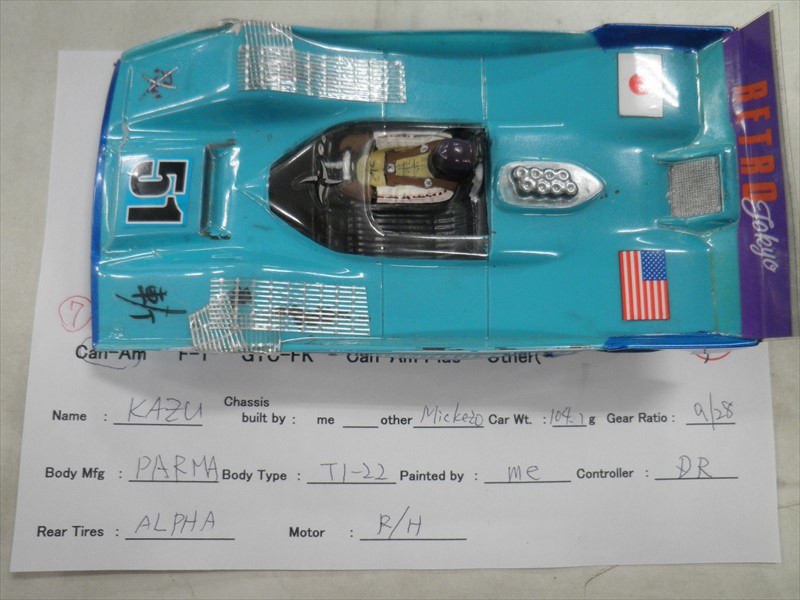 51
RETRO
Tokyo
斬
7
Can-Am F-1 GTC-FK Can-Am Plus Other(
Name : KAZU Chassis built by : me other Mickezo Car Wt. : 104.7 g Gear Ratio : 9/28
Body Mfg : PARMA Body Type : T1-22 Painted by : me Controller : DR
Rear Tires : ALPHA Motor : R/H